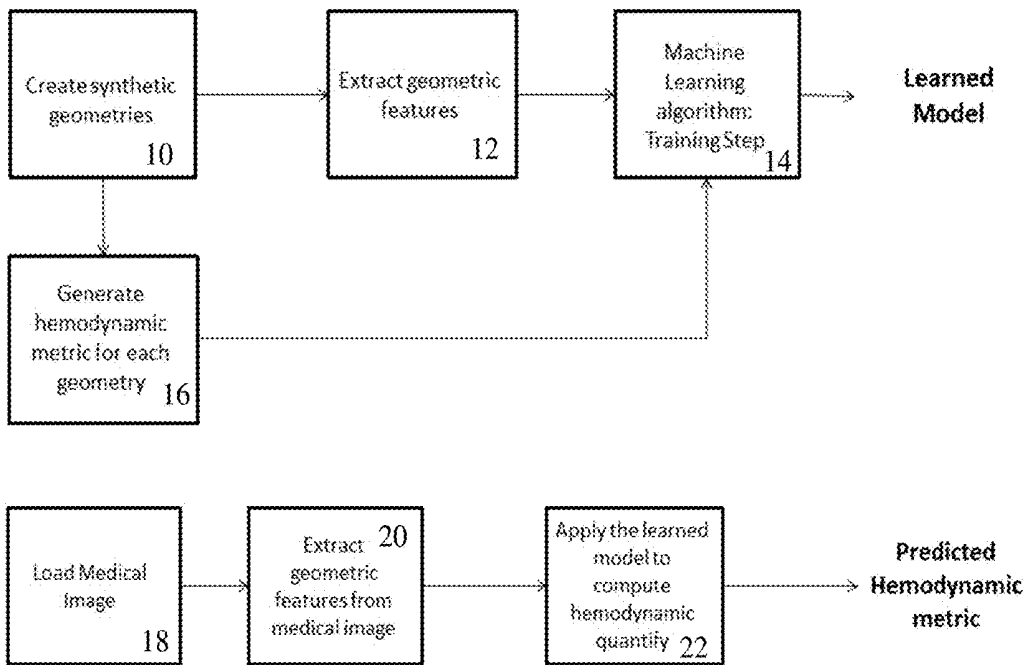 Create synthetic
geometries
10
Extract geometric
features
12
Machine
Learning
algorithm:
Training Step
14
Learned
Model
Generate
hemodynamic
metric for each
geometry
16
Load Medical
Image
18
20
Extract
geometric
features from
medical image
Apply the learned
model to
compute
hemodynamic
quantify
22
Predicted
Hemodynamic
metric